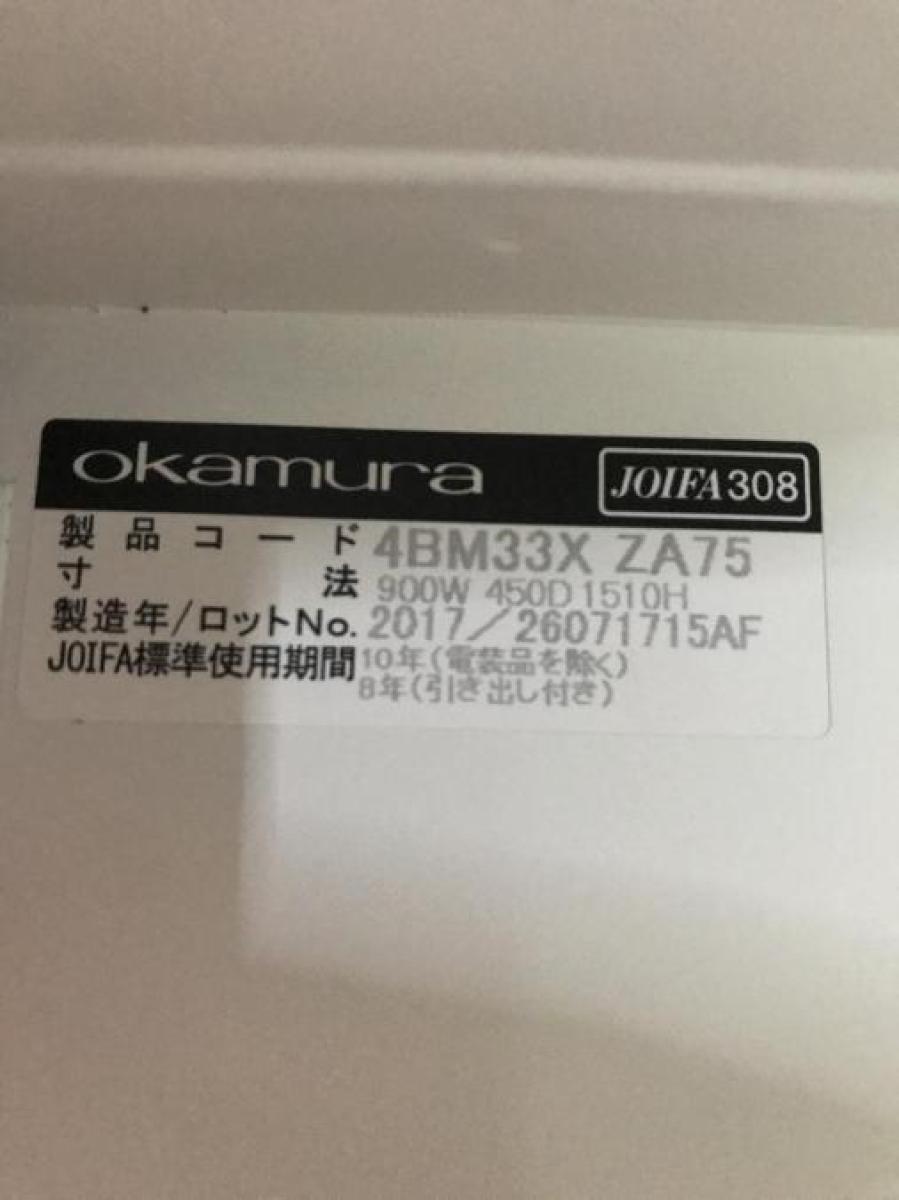 okamura JOIFA308
製品コード 4BM33X ZA75
寸法 900W 450D 1510H
製造年/ロットNo. 2017/26071715AF
JOIFA標準使用期間 10年(電装品を除く)
8年(引き出し付き)